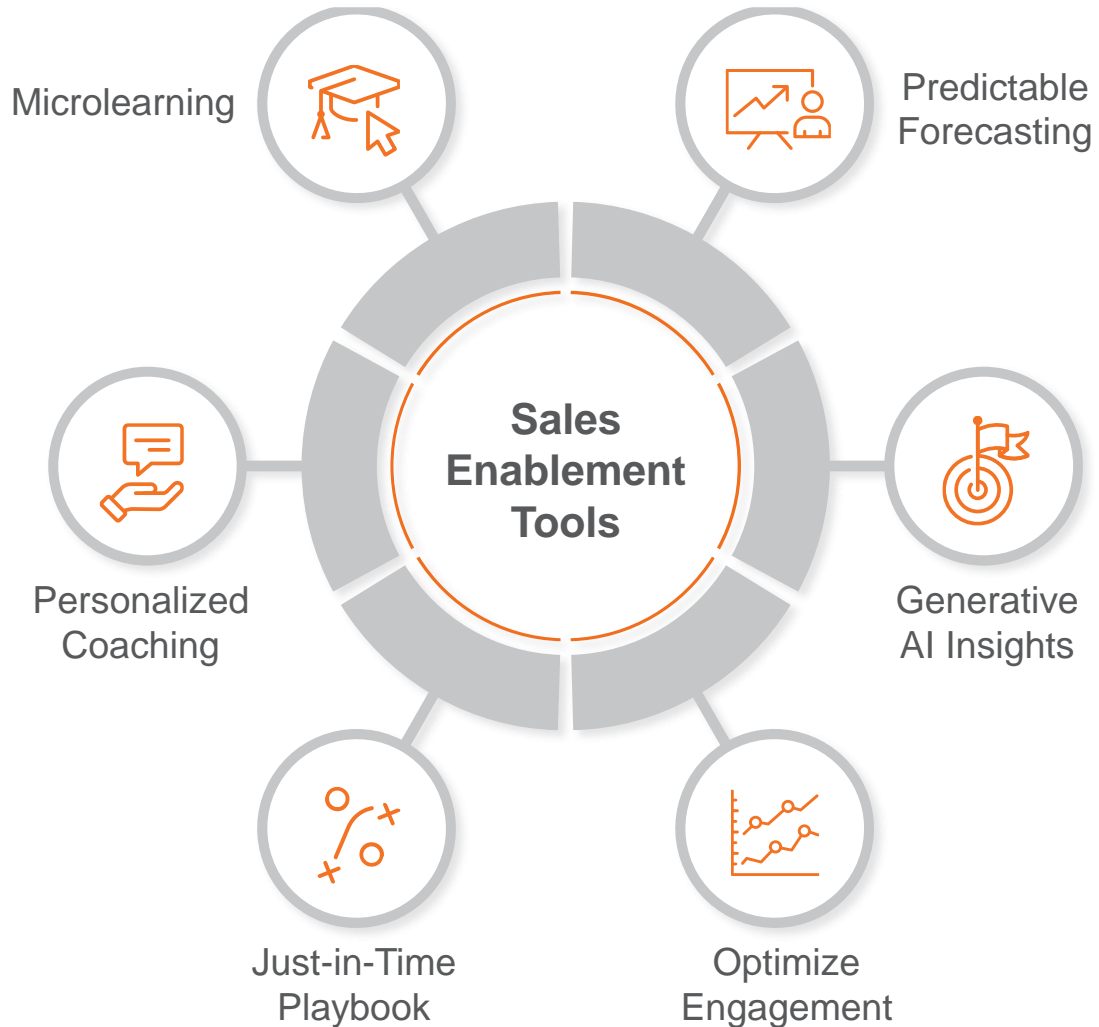 Microlearning
Predictable
Forecasting
Sales
Enablement
Tools
Personalized
Coaching
Generative
AI Insights
Just-in-Time
Playbook
Optimize
Engagement